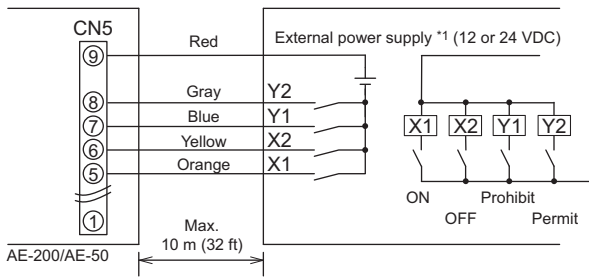 CN5
⑨ Red External power supply *1 (12 or 24 VDC)
⑧ Gray Y2
⑦ Blue Y1
⑥ Yellow X2
⑤ Orange X1
①
X1 X2 Y1 Y2
ON Prohibit
OFF Permit
Max.
10 m (32 ft)
AE-200/AE-50